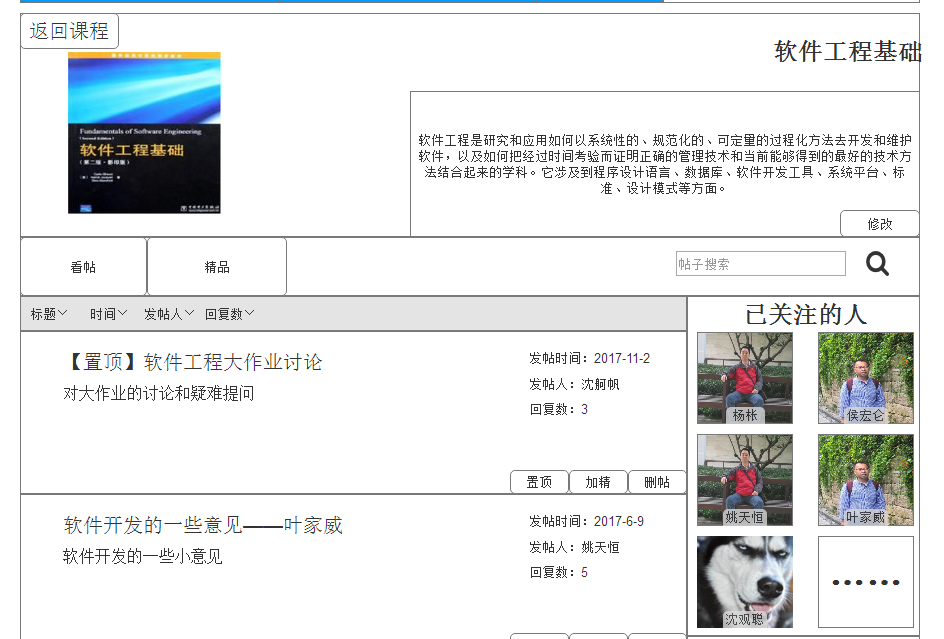 返回课程
软件工程基础
Fundamentals of Software Engineering
软件工程基础
（第二版·影印版）
软件工程是研究和应用如何以系统性的、规范化的、可定量的过程化方法去开发和维护
软件，以及如何把经过时间考验而证明正确的管理技术和当前能够得到的最好的技术方
法结合起来的学科。它涉及到程序设计语言、数据库、软件开发工具、系统平台、标
准、设计模式等方面。
修改
看帖
精品
帖子搜索
标题 时间 发帖人 回复数
已关注的人
【置顶】软件工程大作业讨论
对大作业的讨论和疑难提问
发帖时间：2017-11-2
发帖人：沈舸帆
回复数：3
置顶 加精 删帖
软件开发的一些意见——叶家威
软件开发的一些小意见
发帖时间：2017-6-9
发帖人：姚天恒
回复数：5
杨枨
侯宏仑
姚天恒
叶家威
沈观聪
······